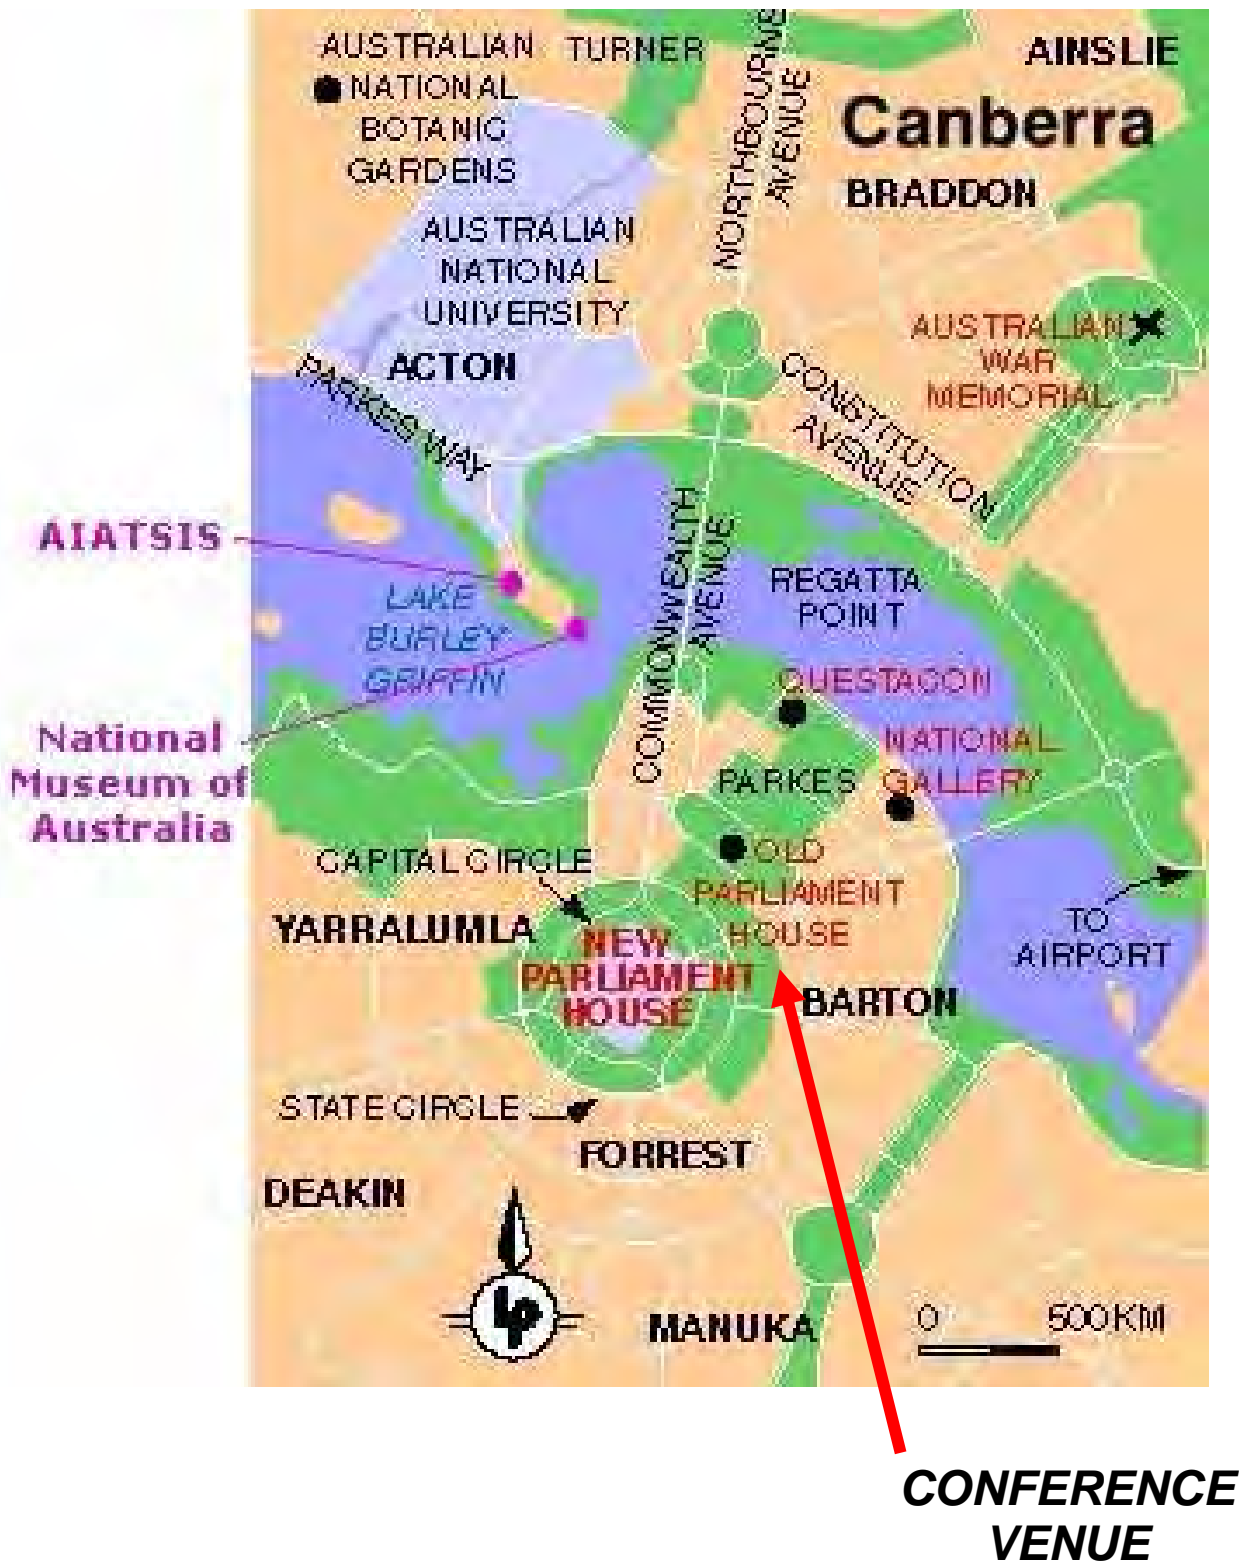 AUSTRALIAN
NATIONAL
BOTANIC
GARDENS
TURNER
NORTHBOURNE
AVENUE
AINSLIE
Canberra
BRADDON
AUSTRALIAN
NATIONAL
UNIVERSITY
ACTON
PARKES WAY
AUSTRALIAN
WAR
MEMORIAL
CONSTITUTION
AVENUE
AIATSIS
LAKE
BURLEY
GRIFFIN
COMMONWEALTH
AVENUE
REGATTA
POINT
QUESTACON
National
Museum of
Australia
NATIONAL
GALLERY
PARKES
OLD
PARLIAMENT
HOUSE
CAPITAL CIRCLE
YARRALUMLA
NEW
PARLIAMENT
HOUSE
TO
AIRPORT
BARTON
STATE CIRCLE
FORREST
DEAKIN
lp
MANUKA
0 500KM
CONFERENCE
VENUE